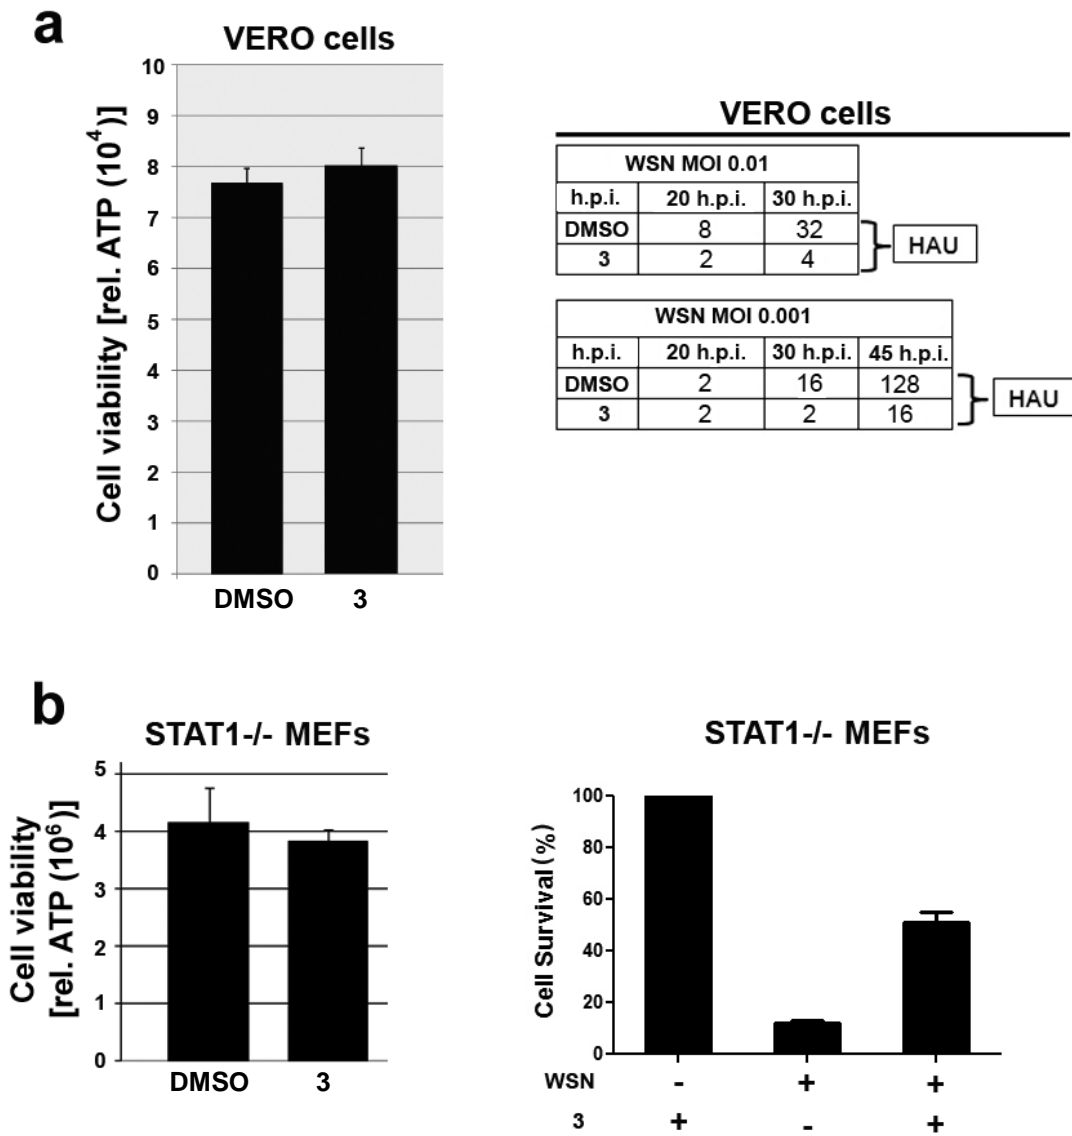 a
VERO cells
Cell viability [rel. ATP (10⁴)]
10
9
8
7
6
5
4
3
2
1
0
DMSO 3
VERO cells
WSN MOI 0.01
h.p.i. 20 h.p.i. 30 h.p.i.
DMSO 8 32
3 2 4
HAU
WSN MOI 0.001
h.p.i. 20 h.p.i. 30 h.p.i. 45 h.p.i.
DMSO 2 16 128
3 2 2 16
HAU
b
STAT1-/- MEFs
Cell viability
[rel. ATP (10⁶)]
5
4
3
2
1
0
DMSO 3
STAT1-/- MEFs
Cell Survival (%)
100
80
60
40
20
0
WSN - + +
3 + - +